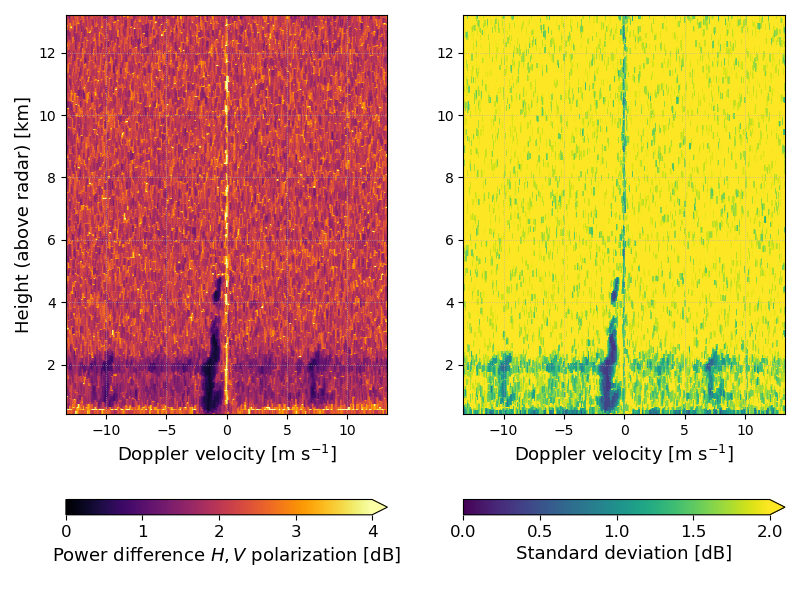 12
10
8
6
4
2
Height (above radar) [km]
−10 −5 0 5 10
Doppler velocity [m s⁻¹]
12
10
8
6
4
2
−10 −5 0 5 10
Doppler velocity [m s⁻¹]
0 1 2 3 4
Power difference H, V polarization [dB]
0.0 0.5 1.0 1.5 2.0
Standard deviation [dB]